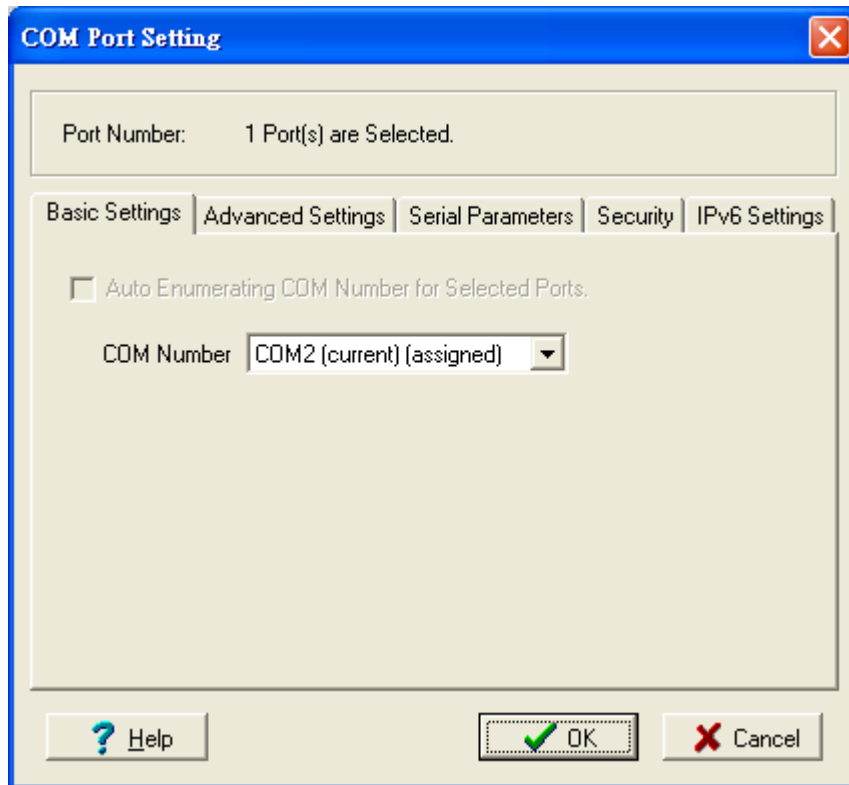 COM Port Setting
Port Number: 1 Port(s) are Selected.
Basic Settings Advanced Settings Serial Parameters Security IPv6 Settings
Auto Enumerating COM Number for Selected Ports.
COM Number COM2 (current) (assigned)
? Help OK Cancel